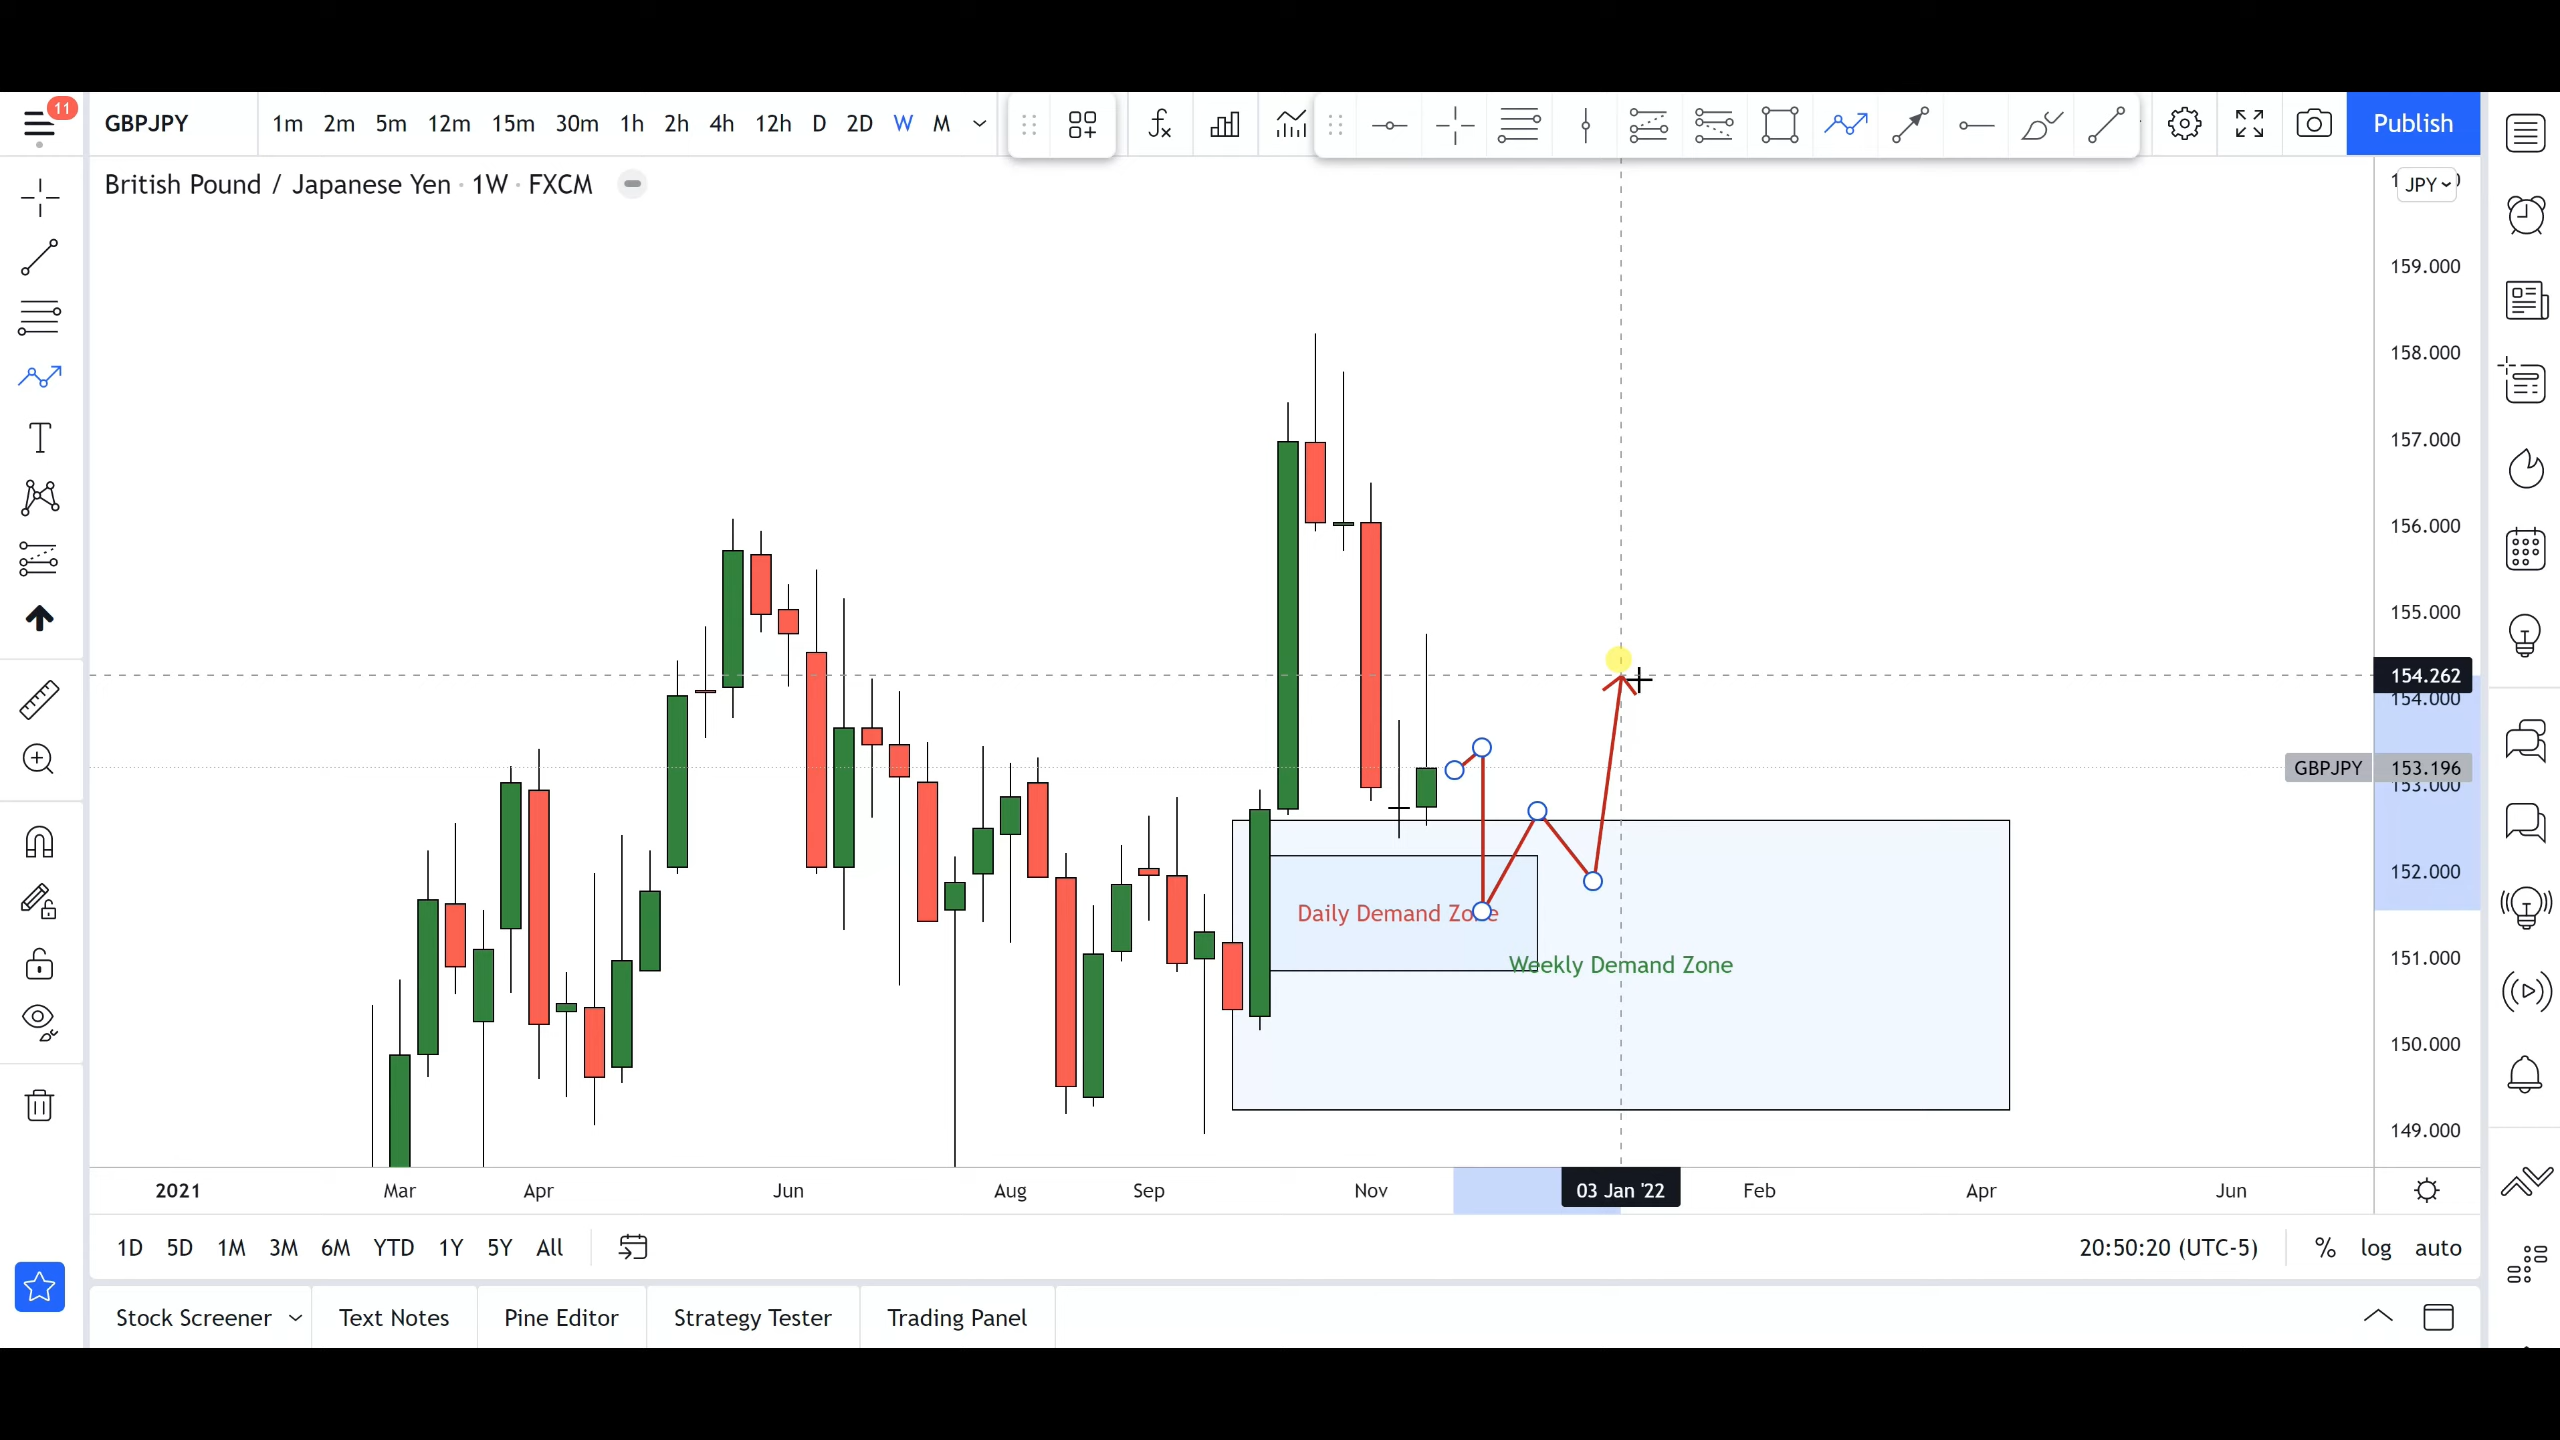 11
GBPJPY 1m 2m 5m 12m 15m 30m 1h 2h 4h 12h D 2D W M Publish
British Pound / Japanese Yen · 1W · FXCM
JPY
159.000
158.000
157.000
156.000
155.000
154.262
154.000
GBPJPY 153.196
153.000
152.000
Daily Demand Zone
Weekly Demand Zone
151.000
150.000
149.000
2021 Mar Apr Jun Aug Sep Nov 03 Jan '22 Feb Apr Jun
1D 5D 1M 3M 6M YTD 1Y 5Y All 20:50:20 (UTC-5) % log auto
Stock Screener Text Notes Pine Editor Strategy Tester Trading Panel